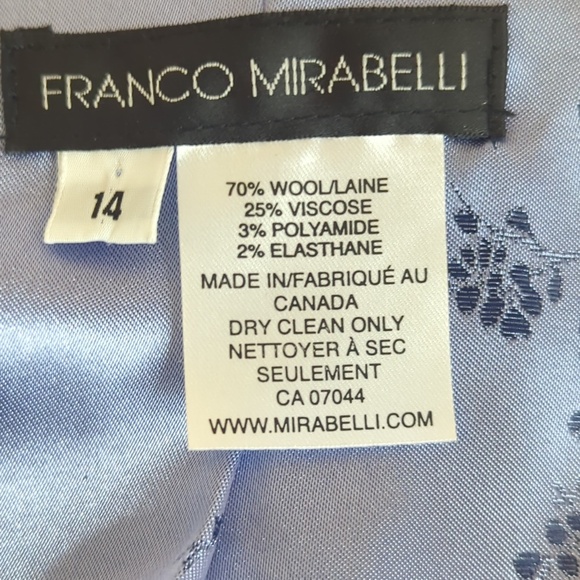 FRANCO MIRABELLI
14
70% WOOL/LAINE
25% VISCOSE
3% POLYAMIDE
2% ELASTHANE
MADE IN/FABRIQUÉ AU
CANADA
DRY CLEAN ONLY
NETTOYER À SEC
SEULEMENT
CA 07044
WWW.MIRABELLI.COM